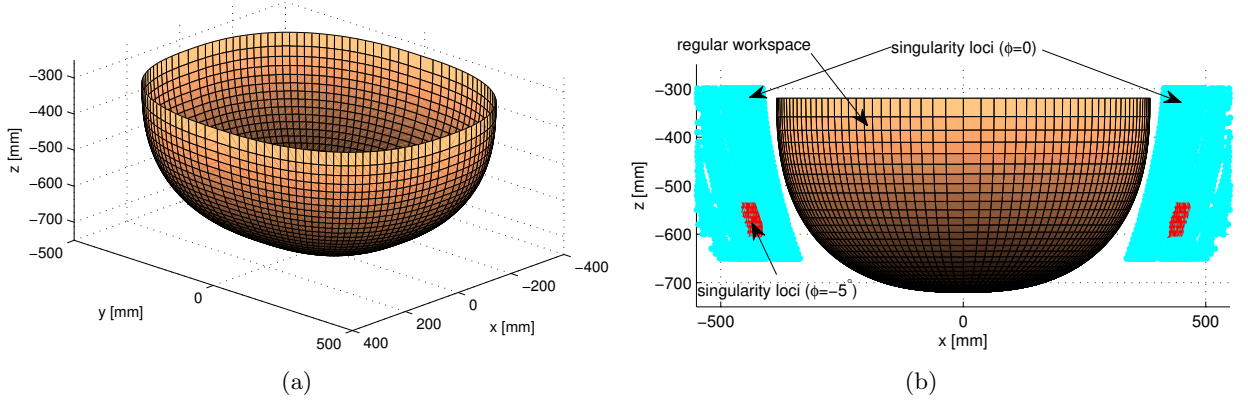 −300
−400
−500
−600
−700
z [mm]
−500
0
500
y [mm]
400
200
0
−200
−400
x [mm]
(a)
regular workspace
singularity loci (ϕ=0)
−300
−400
−500
−600
−700
z [mm]
singularity loci (ϕ=−5°)
−500
0
500
x [mm]
(b)